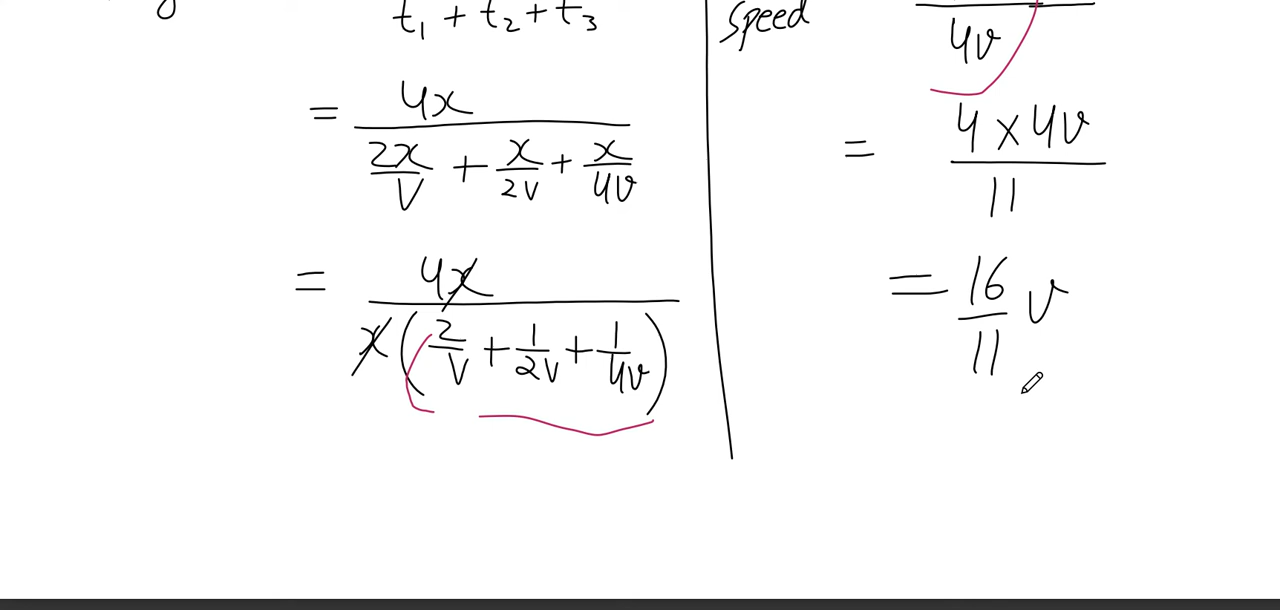 t₁ + t₂ + t₃
= 4x / (2x/V + x/2V + x/4v)
= 4x / x(2/V + 1/2V + 1/4v)
speed
4v
= 4 × 4v / 11
= 16/11 v